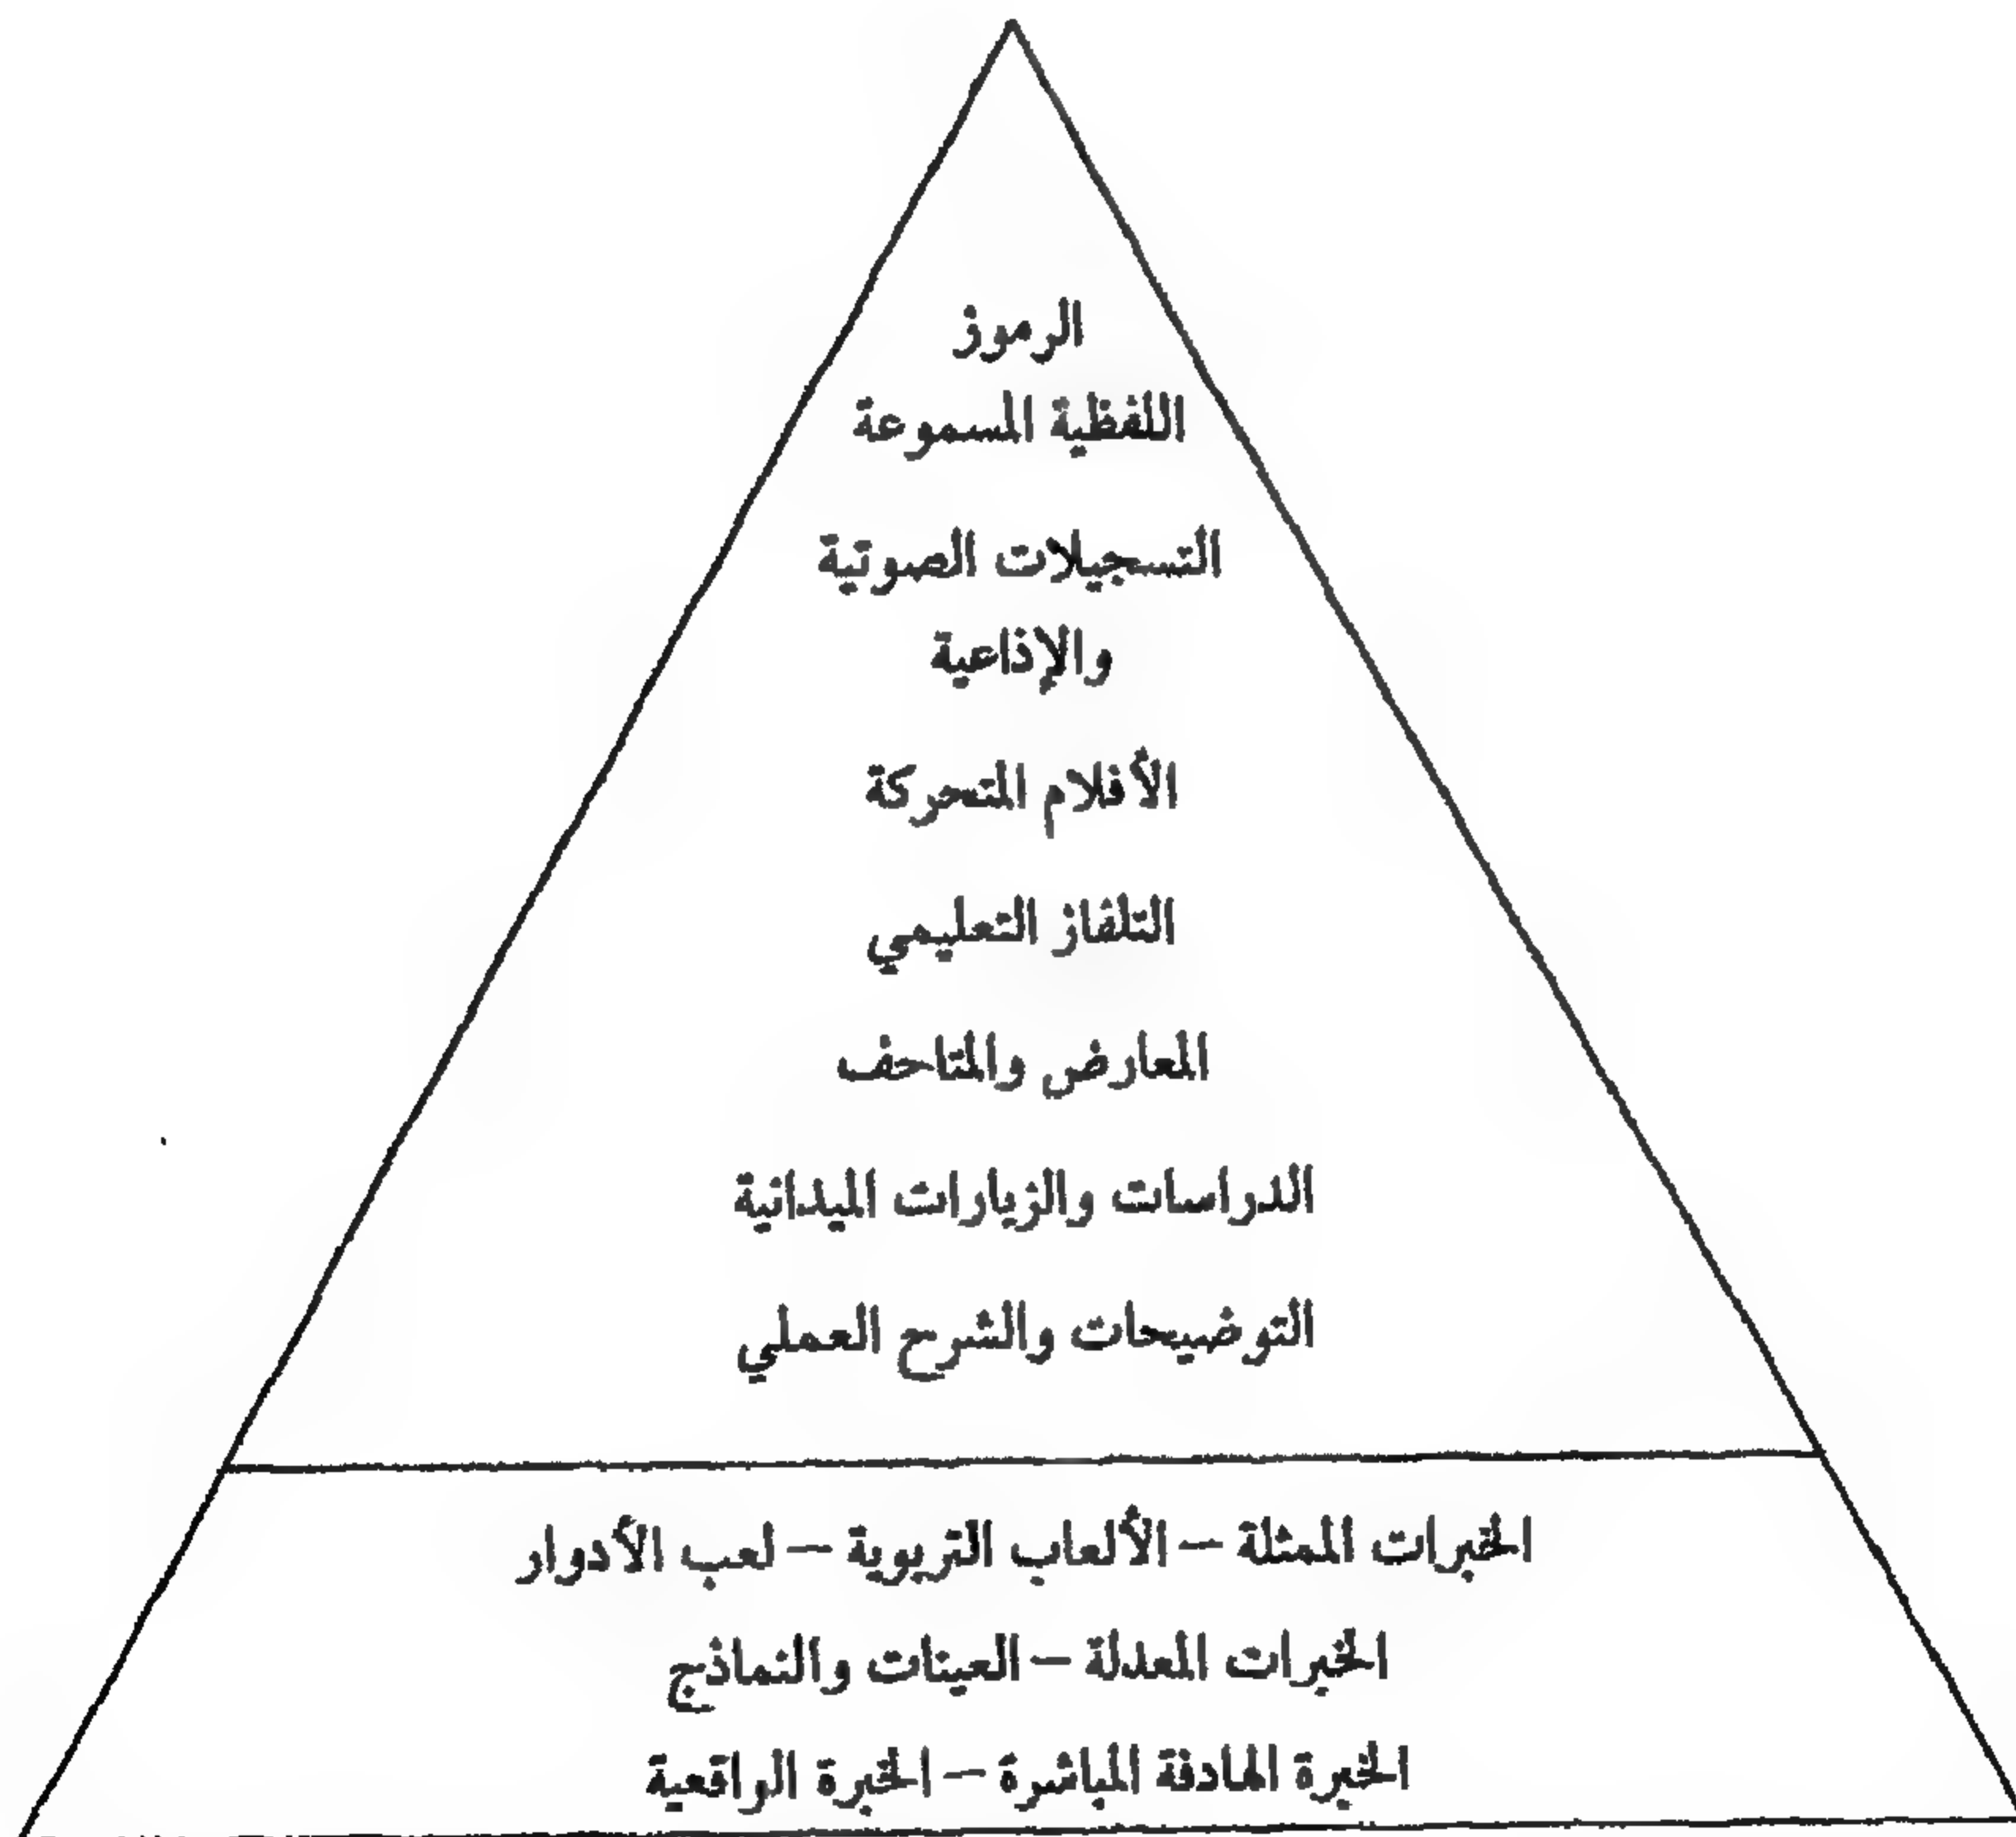 الرموز
اللفظية المسموعة
التسجيلات الصوتية
والإذاعية
الأفلام المتحركة
التلفاز التعليمي
المعارض والمتاحف
الدراسات والزيارات الميدانية
التوضيحات والشرح العملي
الخبرات الممثلة – الألعاب التربوية – لعب الأدوار
الخبرات المعدلة – العينات والنماذج
الخبرة الهادفة المباشرة – الخبرة الواقعية